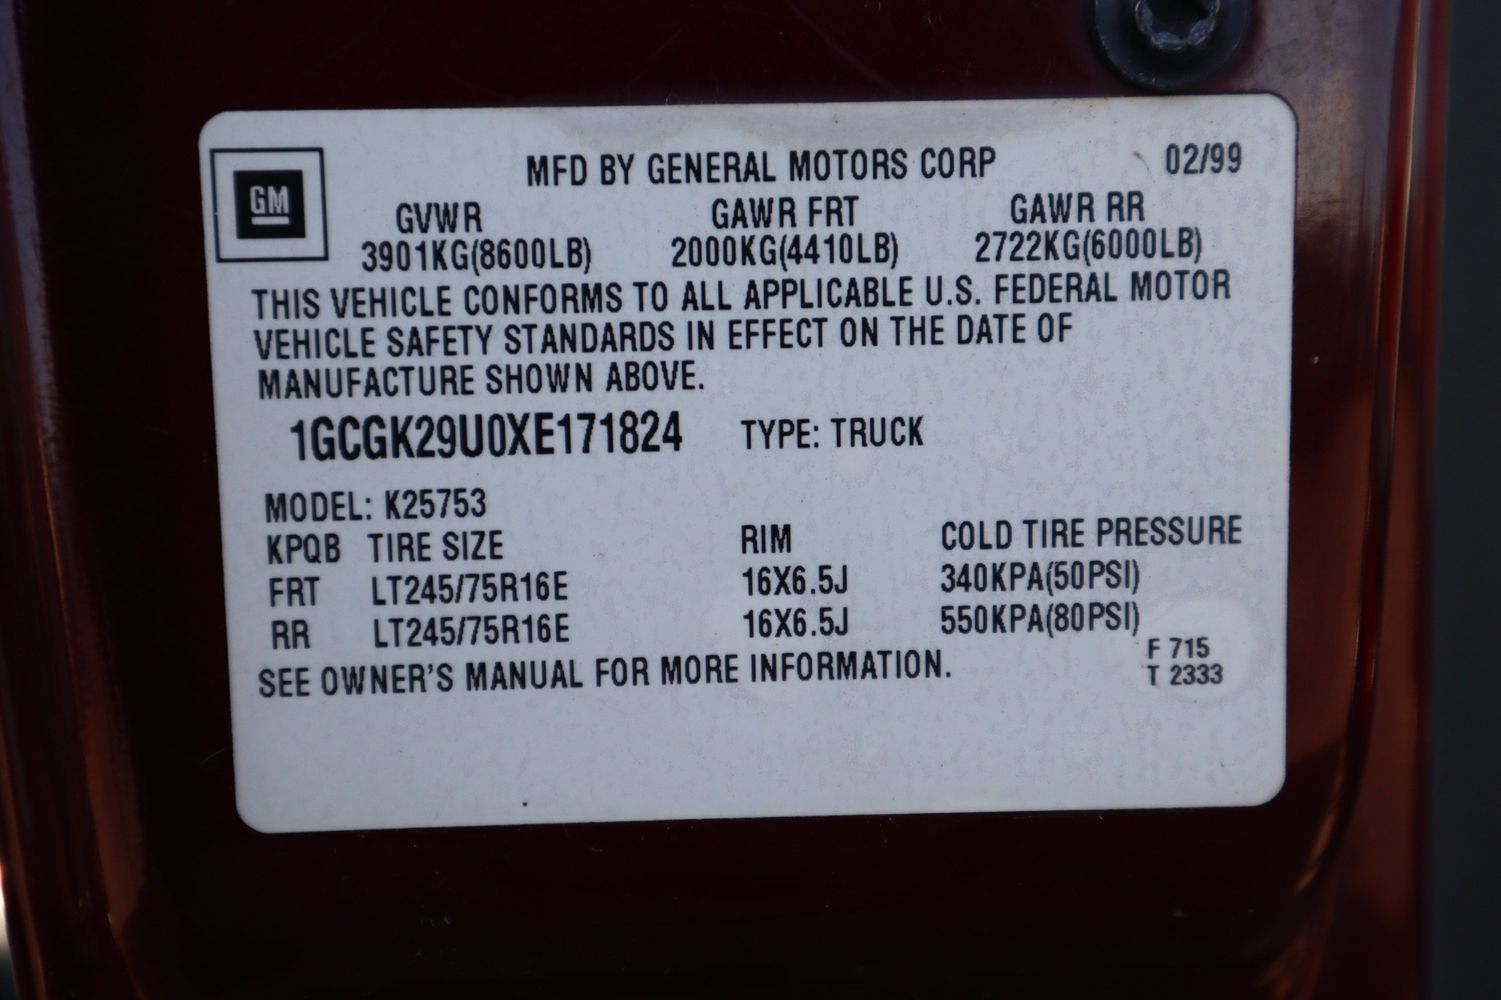 MFD BY GENERAL MOTORS CORP 02/99
GM
GVWR GAWR FRT GAWR RR
3901KG(8600LB) 2000KG(4410LB) 2722KG(6000LB)
THIS VEHICLE CONFORMS TO ALL APPLICABLE U.S. FEDERAL MOTOR
VEHICLE SAFETY STANDARDS IN EFFECT ON THE DATE OF
MANUFACTURE SHOWN ABOVE.
1GCGK29U0XE171824 TYPE: TRUCK
MODEL: K25753
KPQB TIRE SIZE RIM COLD TIRE PRESSURE
FRT LT245/75R16E 16X6.5J 340KPA(50PSI)
RR LT245/75R16E 16X6.5J 550KPA(80PSI)
F 715
SEE OWNER'S MANUAL FOR MORE INFORMATION. T 2333